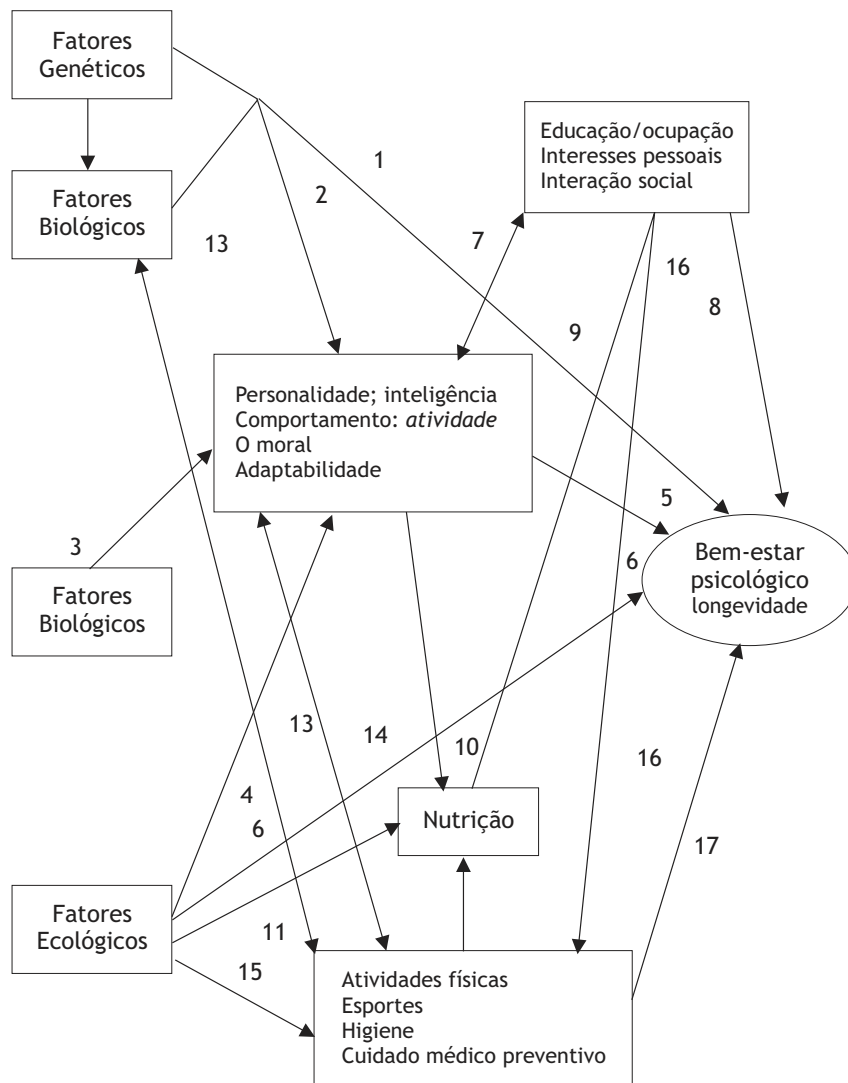 Fatores
Genéticos
Educação/ocupação
Interesses pessoais
Interação social
1
2
Fatores
Biológicos
13
7
16
9
8
Personalidade; inteligência
Comportamento: atividade
O moral
Adaptabilidade
5
3
6
Bem-estar
psicológico
longevidade
Fatores
Biológicos
13
14
10
16
4
6
Nutrição
17
Fatores
Ecológicos
11
15
Atividades físicas
Esportes
Higiene
Cuidado médico preventivo